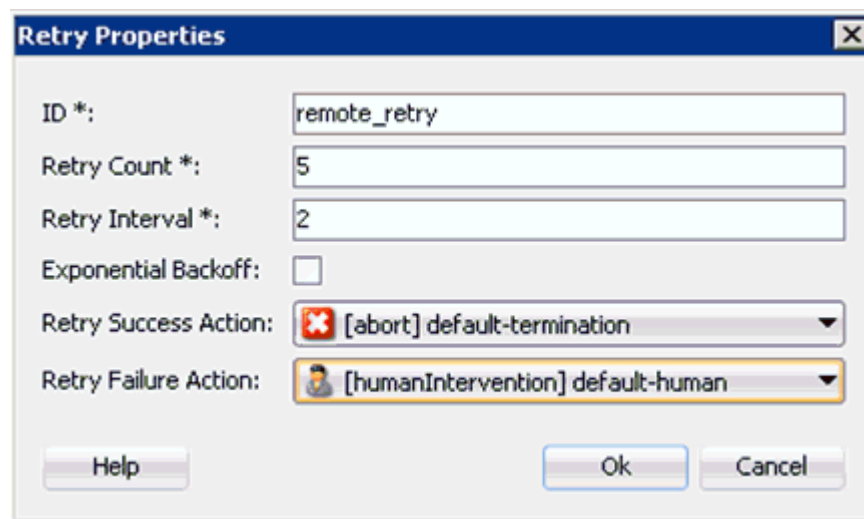 Retry Properties
ID *: remote_retry
Retry Count *: 5
Retry Interval *: 2
Exponential Backoff:
Retry Success Action: [abort] default-termination
Retry Failure Action: [humanIntervention] default-human
Help Ok Cancel